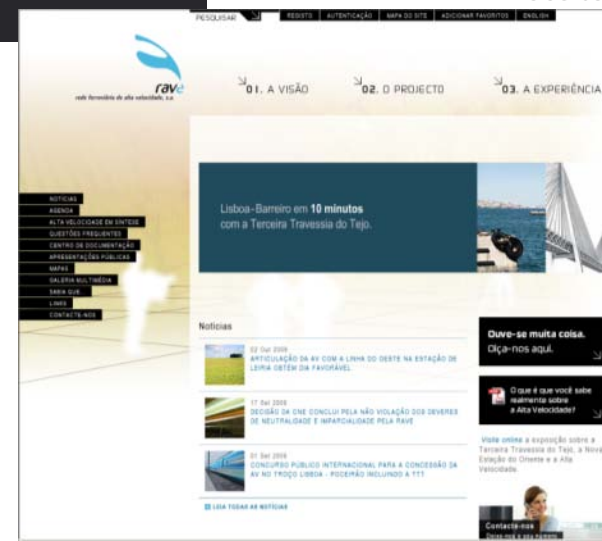 PESQUISAR
REGISTO
AUTENTICAÇÃO
MAPA DO SITE
ADICIONAR FAVORITOS
ENGLISH
rave
rede ferroviária de alta velocidade, s.a.
01. A VISÃO
02. O PROJECTO
03. A EXPERIÊNCIA
NOTÍCIAS
AGENDA
ALTA VELOCIDADE EM SÍNTESE
QUESTÕES FREQUENTES
CENTRO DE DOCUMENTAÇÃO
APRESENTAÇÕES PÚBLICAS
MAPAS
GALERIA MULTIMÉDIA
SABIA QUE...
LINKS
CONTACTE-NOS
Lisboa-Barreiro em 10 minutos
com a Terceira Travessia do Tejo.
Notícias
02 Out 2009
ARTICULAÇÃO DA AV COM A LINHA DO OESTE NA ESTAÇÃO DE
LEIRIA OBTÉM DIA FAVORÁVEL
17 Set 2009
DECISÃO DA CNE CONCLUI PELA NÃO VIOLAÇÃO DOS DEVERES
DE NEUTRALIDADE E IMPARCIALIDADE PELA RAVE
01 Set 2009
CONCURSO PÚBLICO INTERNACIONAL PARA A CONCESSÃO DA
AV NO TROÇO LISBOA - POCEIRÃO INCLUINDO A TTT
LEIA TODAS AS NOTÍCIAS
Ouve-se muita coisa.
Oiça-nos aqui.
O que é que você sabe
realmente sobre
a Alta Velocidade?
Visite online a exposição sobre a
Terceira Travessia do Tejo, a Nova
Estação do Oriente e a Alta
Velocidade.
Contacte-nos
Deixe-nos a sua mensagem